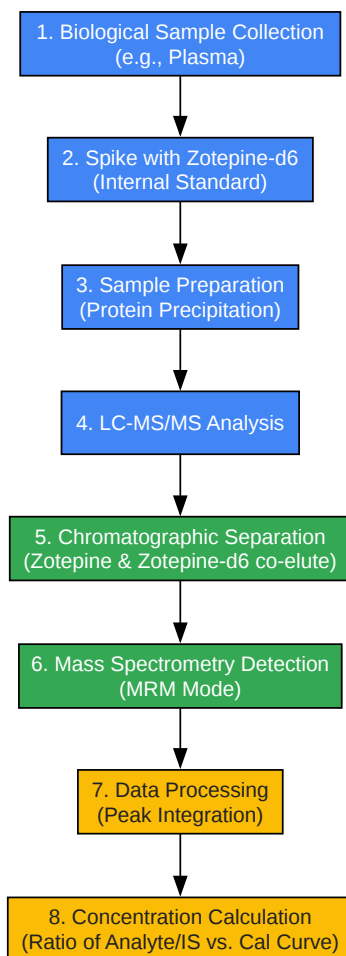 1. Biological Sample Collection
(e.g., Plasma)
2. Spike with Zotepine-d6
(Internal Standard)
3. Sample Preparation
(Protein Precipitation)
4. LC-MS/MS Analysis
5. Chromatographic Separation
(Zotepine & Zotepine-d6 co-elute)
6. Mass Spectrometry Detection
(MRM Mode)
7. Data Processing
(Peak Integration)
8. Concentration Calculation
(Ratio of Analyte/IS vs. Cal Curve)